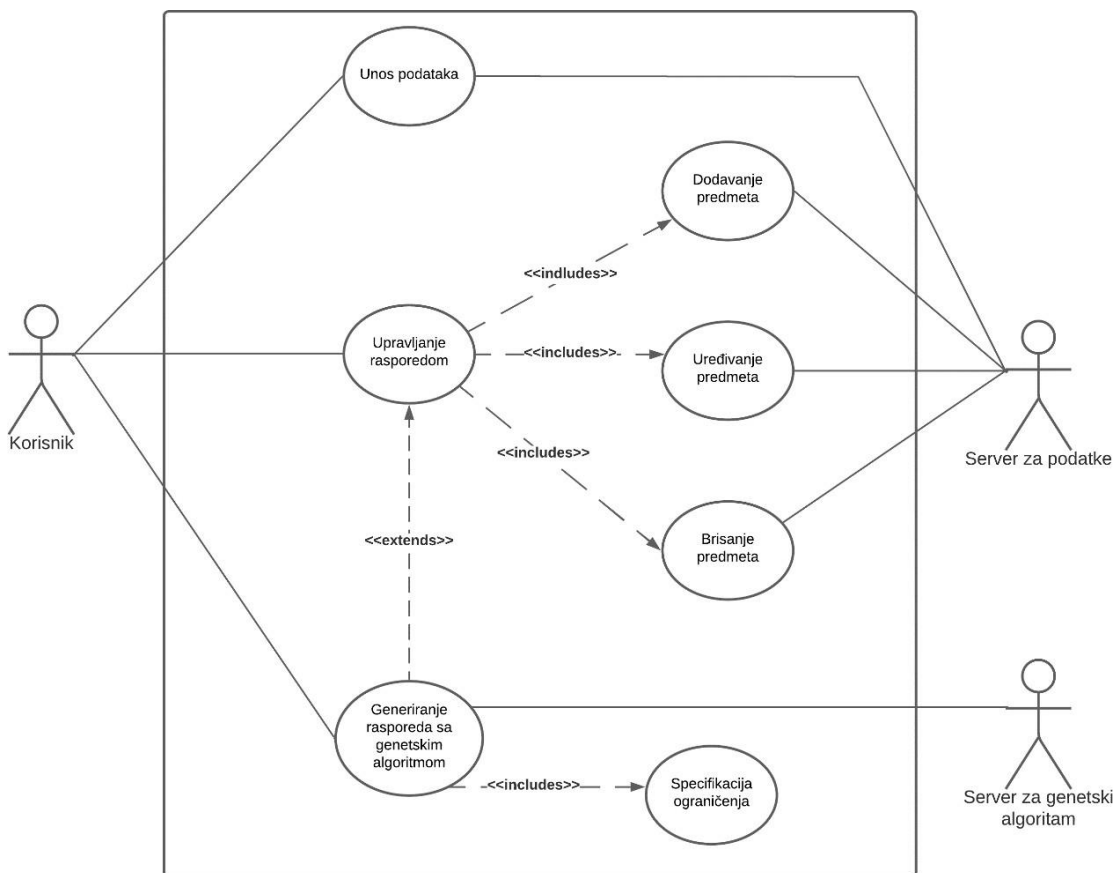 Unos podataka
Dodavanje
predmeta
<<indludes>>
Upravljanje
rasporedom
<<includes>>
Uređivanje
predmeta
Korisnik
Server za podatke
<<includes>>
Brisanje
predmeta
<<extends>>
Generiranje
rasporeda sa
genetskim
algoritmom
<<includes>>
Specifikacija
ograničenja
Server za genetski
algoritam